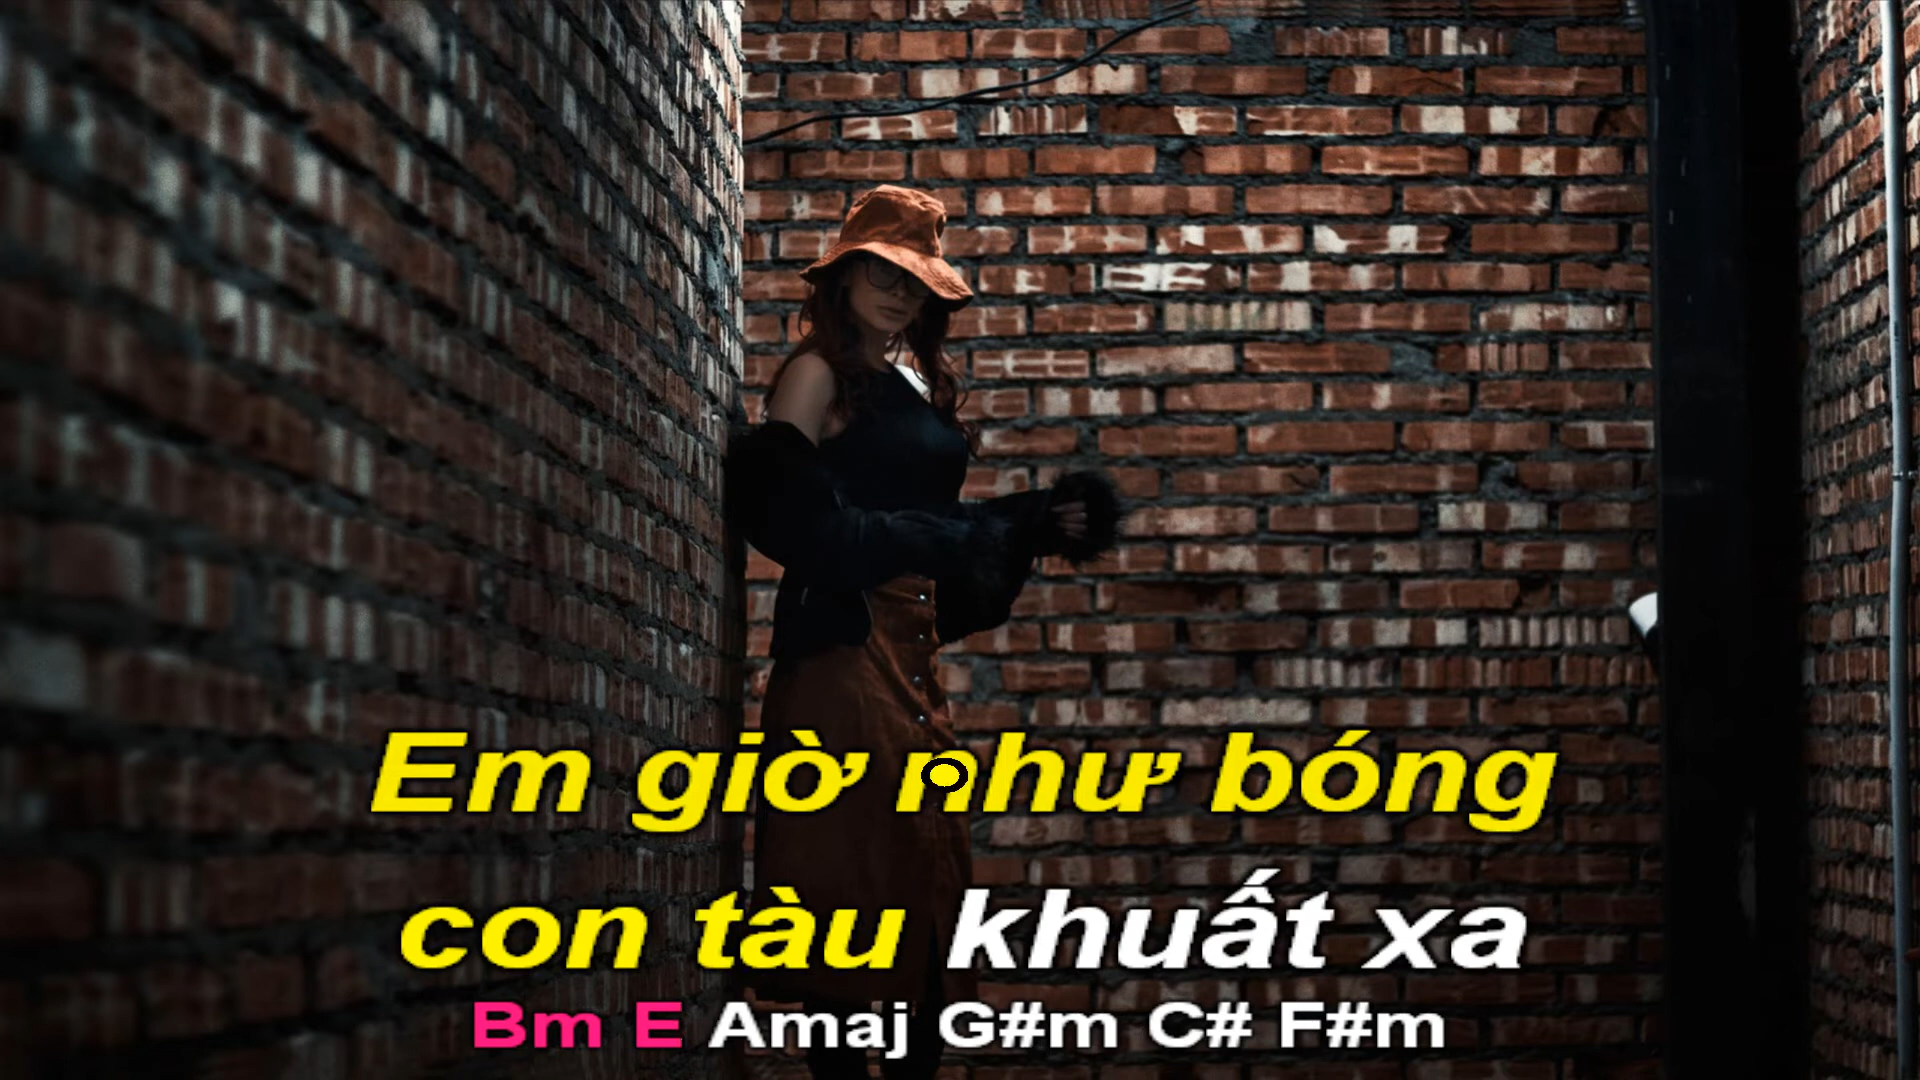 Em giờ như bóng
con tàu khuất xa
Bm E Amaj G#m C# F#m